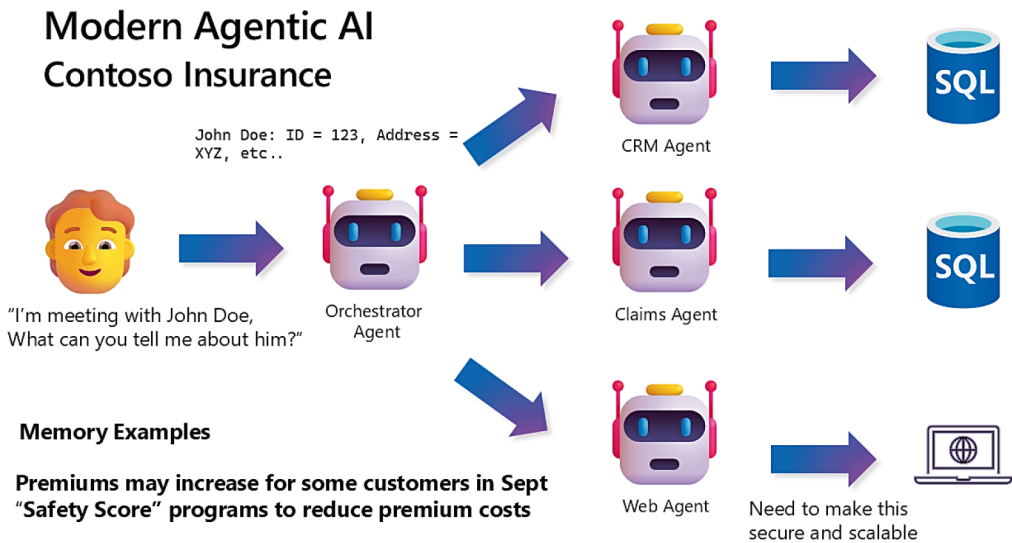 Modern Agentic AI
Contoso Insurance
John Doe: ID = 123, Address =
XYZ, etc..
CRM Agent
SQL
"I'm meeting with John Doe,
What can you tell me about him?"
Orchestrator
Agent
Claims Agent
SQL
Memory Examples
Premiums may increase for some customers in Sept
"Safety Score" programs to reduce premium costs
Web Agent
Need to make this
secure and scalable